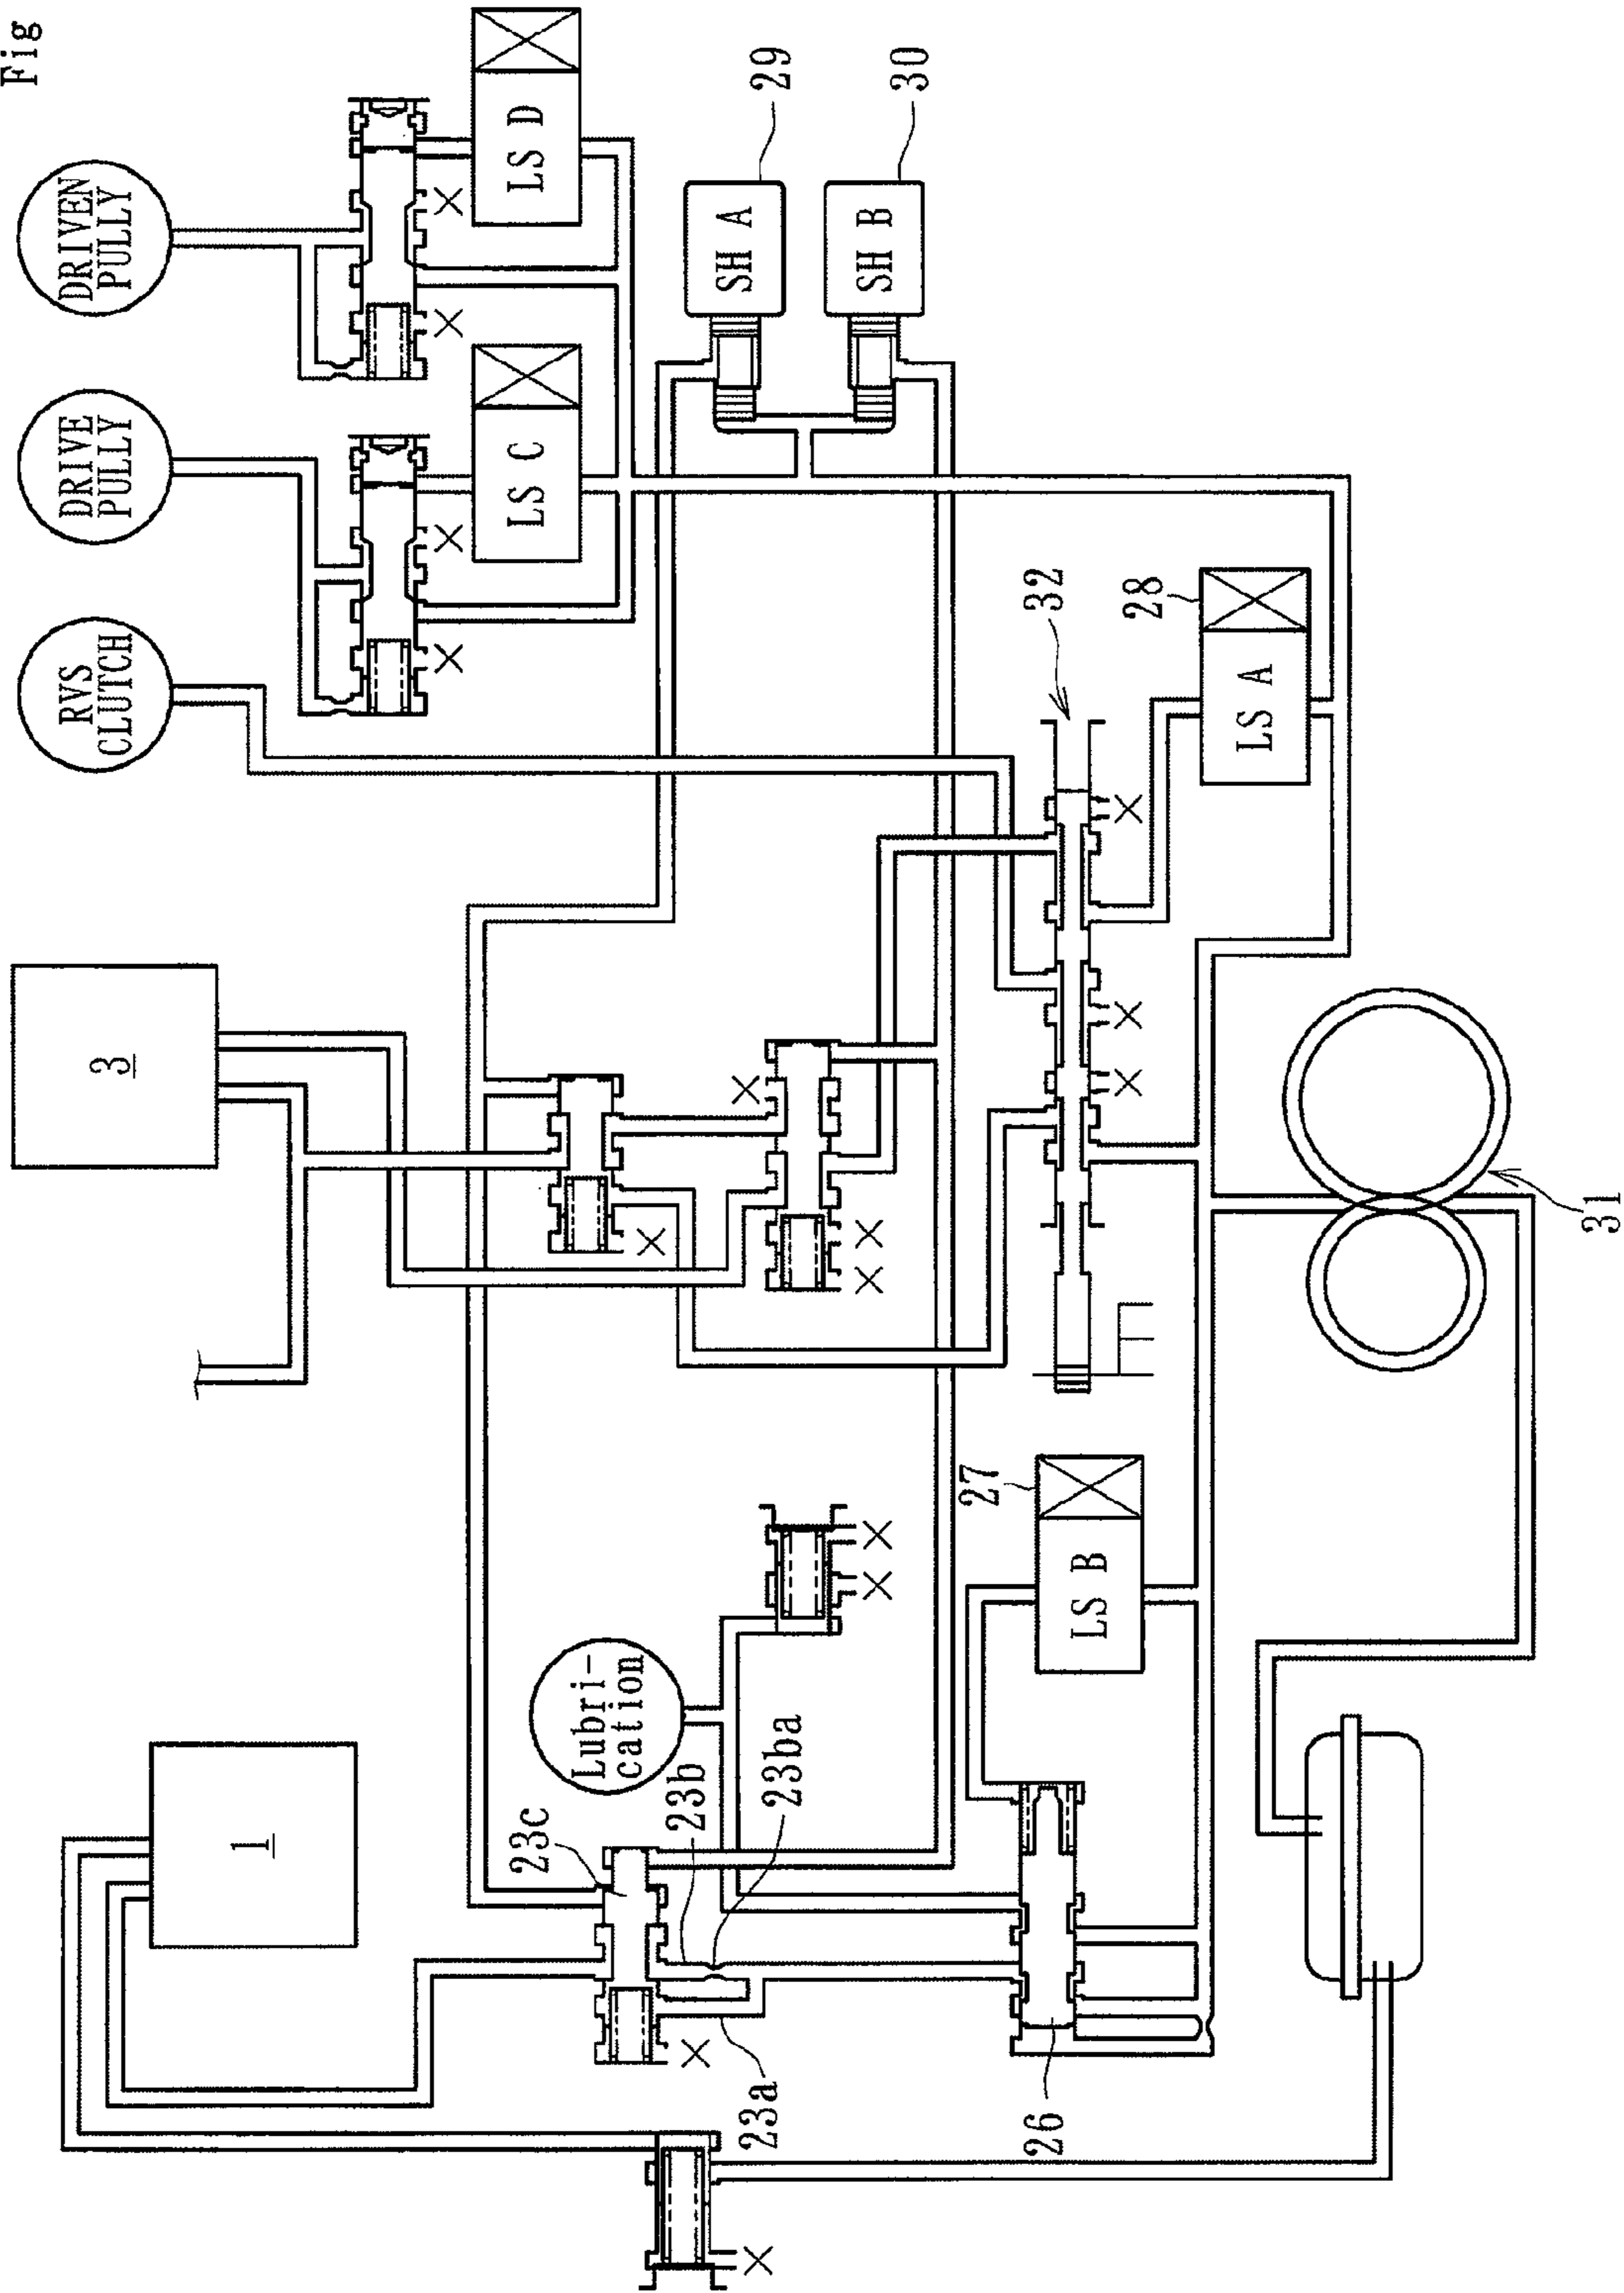 Fig
DRIVEN
PULLY
DRIVE
PULLY
RVS
CLUTCH
LS D
LS C
29
SH A
30
SH B
3
32
28
LS A
31
27
LS B
Lubri-
cation
1
23c
23b
23ba
23a
26